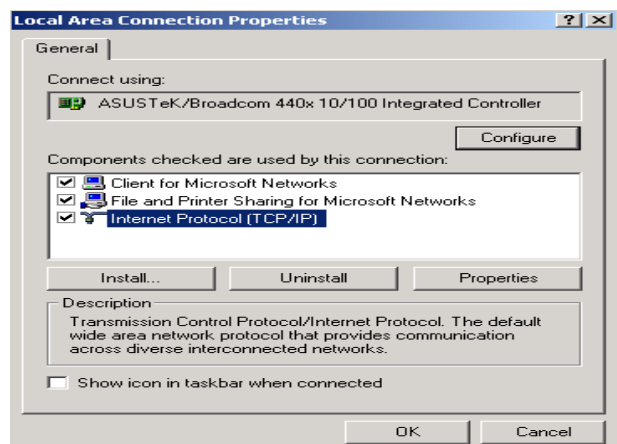 Local Area Connection Properties
General
Connect using:
ASUSTeK/Broadcom 440x 10/100 Integrated Controller
Configure
Components checked are used by this connection:
Client for Microsoft Networks
File and Printer Sharing for Microsoft Networks
Internet Protocol (TCP/IP)
Install... Uninstall Properties
Description
Transmission Control Protocol/Internet Protocol. The default
wide area network protocol that provides communication
across diverse interconnected networks.
Show icon in taskbar when connected
OK Cancel